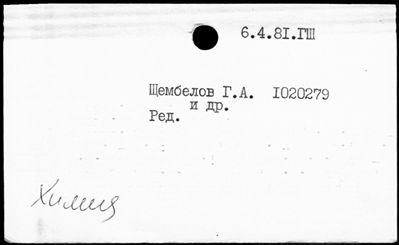 6.4.81.ГШ
Щембелов Г.А. 1020279
и др.
Ред.
Химия